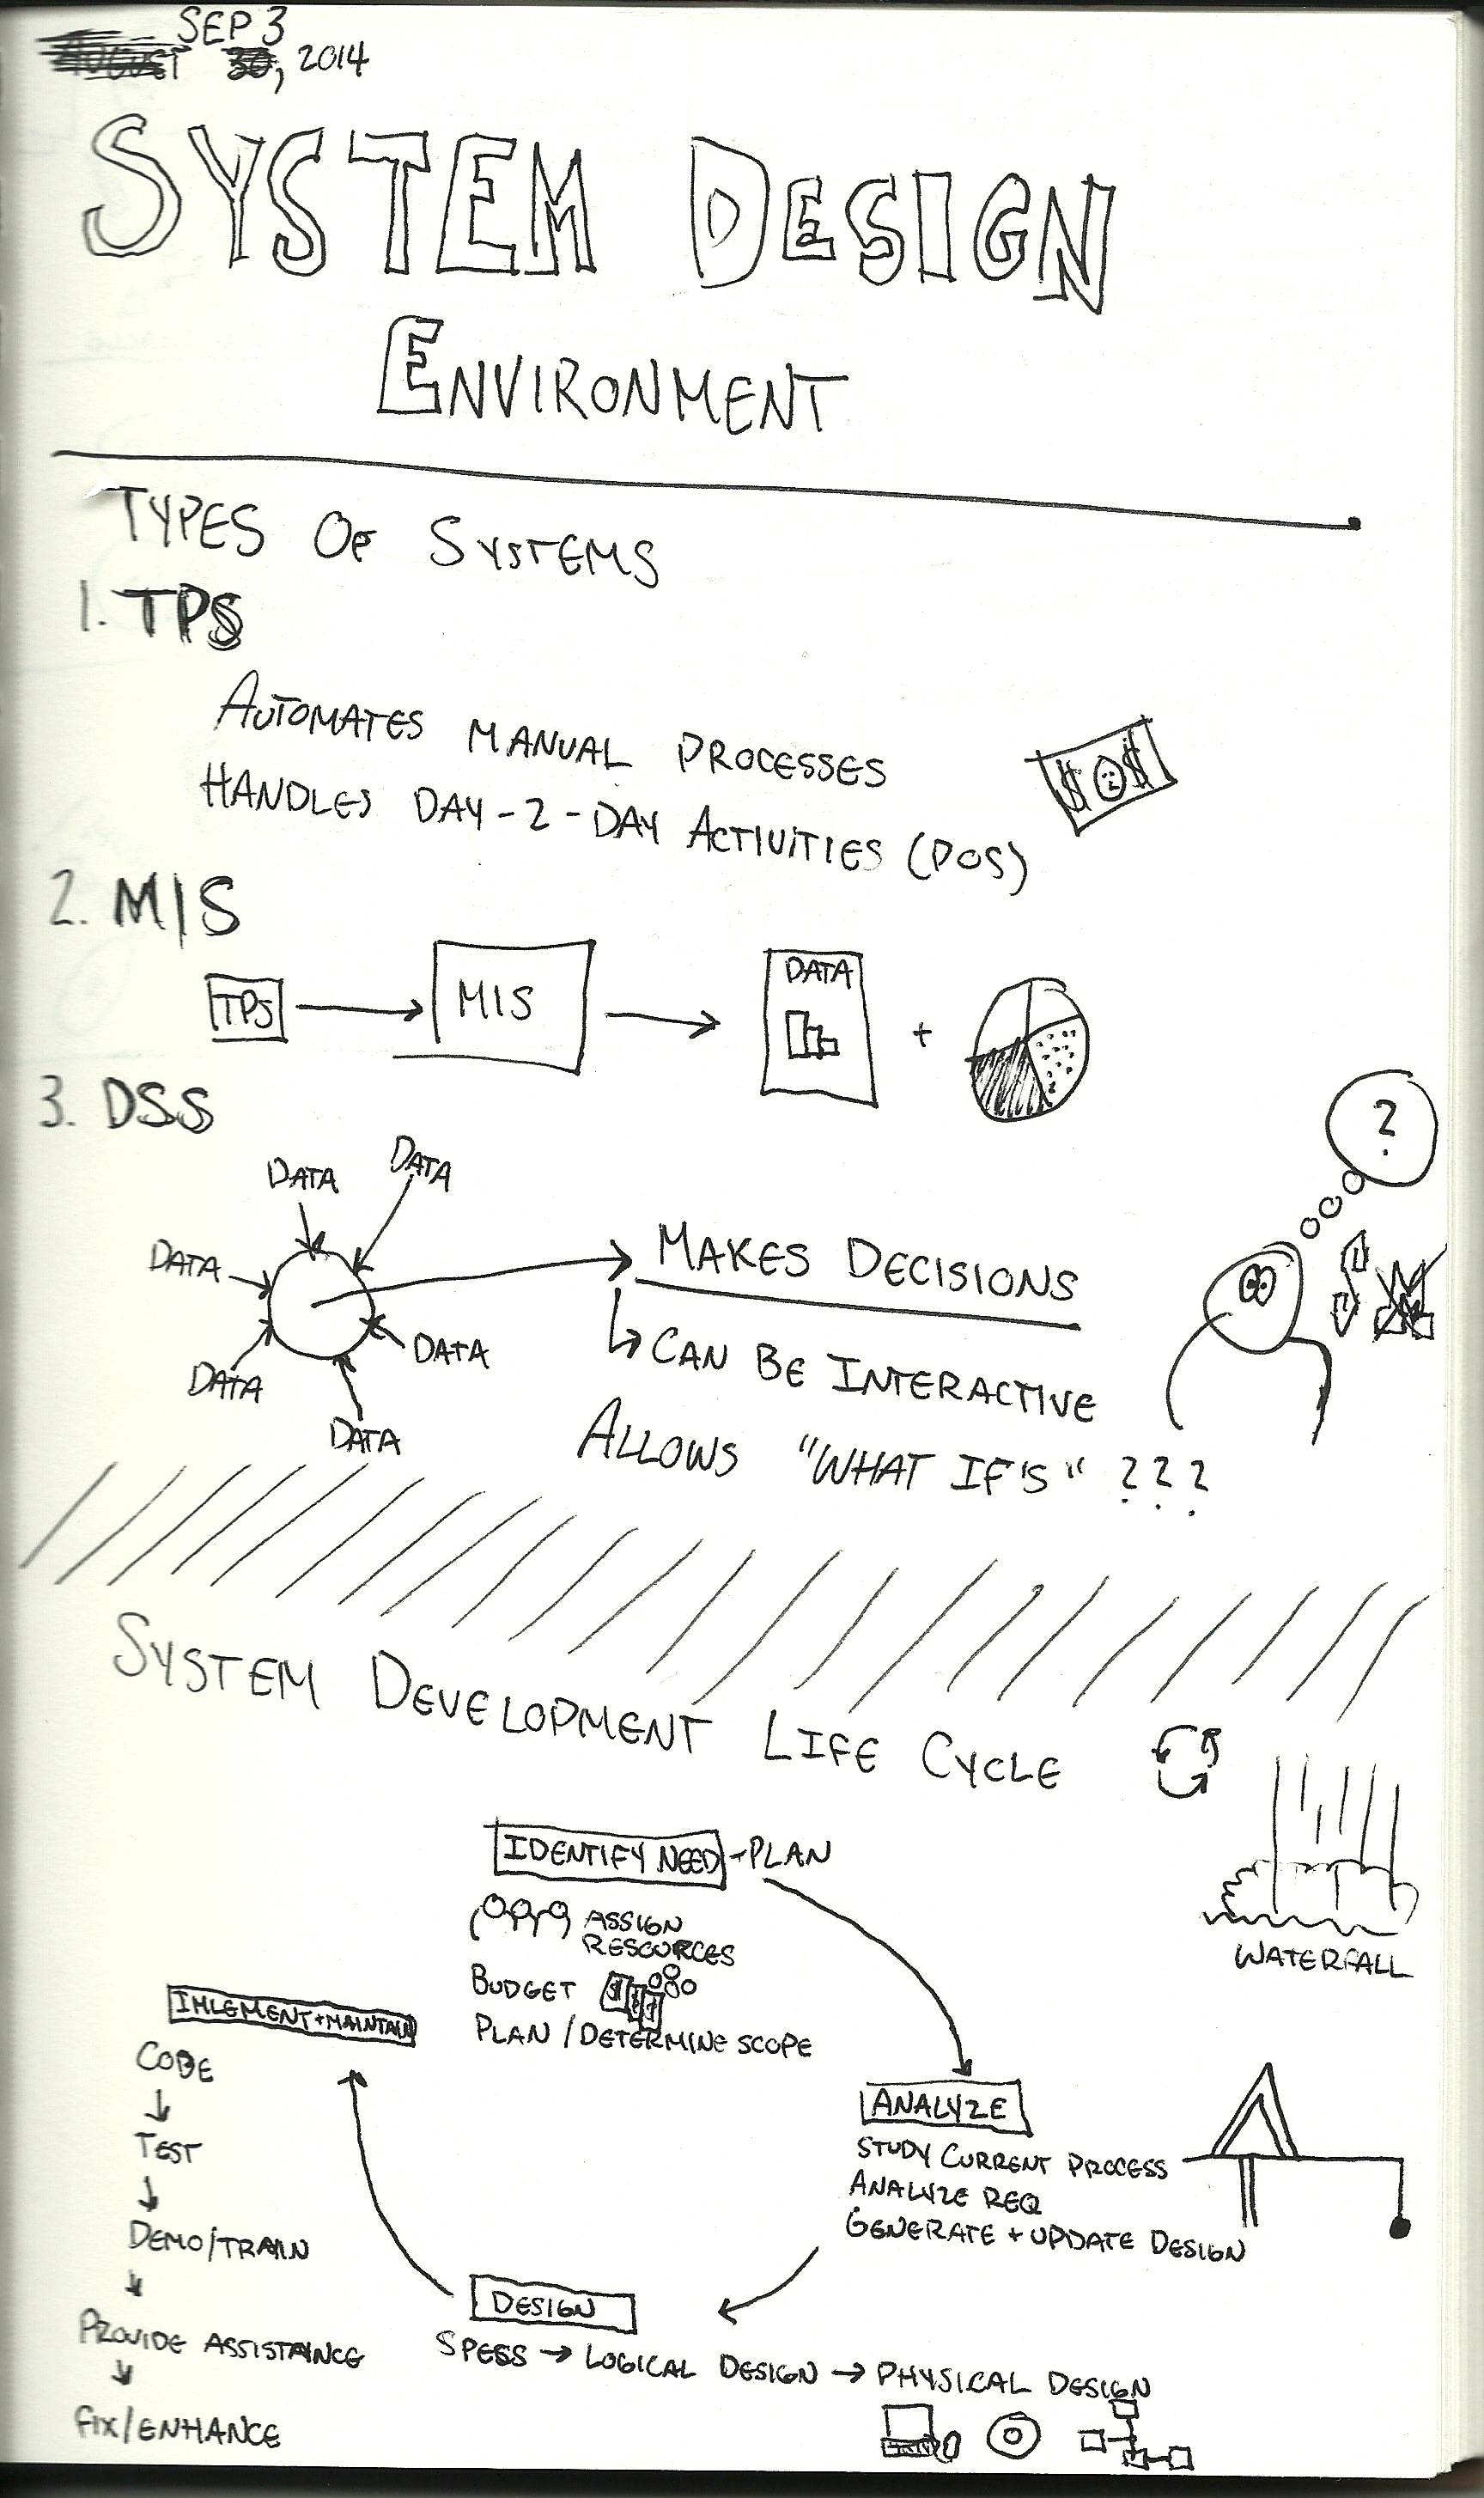 SEP 3
AUGUST 30, 2014
SYSTEM DESIGN
ENVIRONMENT
TYPES OF SYSTEMS
1. TPS
AUTOMATES MANUAL PROCESSES
HANDLES DAY-2-DAY ACTIVITIES (POS)
$ $
2. MIS
TPS
MIS
DATA
+
3. DSS
DATA
DATA
DATA
DATA
DATA
DATA
MAKES DECISIONS
CAN BE INTERACTIVE
ALLOWS "WHAT IF'S" ???
?
SYSTEM DEVELOPMENT LIFE CYCLE
WATERFALL
IDENTIFY NEED - PLAN
ASSIGN
RESOURCES
BUDGET
PLAN / DETERMINE SCOPE
ANALYZE
STUDY CURRENT PROCESS
ANALYZE REQ
GENERATE + UPDATE DESIGN
DESIGN
SPESS → LOGICAL DESIGN → PHYSICAL DESIGN
IMLEMENT + MAINTAIN
CODE
↓
TEST
↓
DEMO/TRAIN
↓
PROVIDE ASSISTAINCE
↓
FIX/ENHANCE